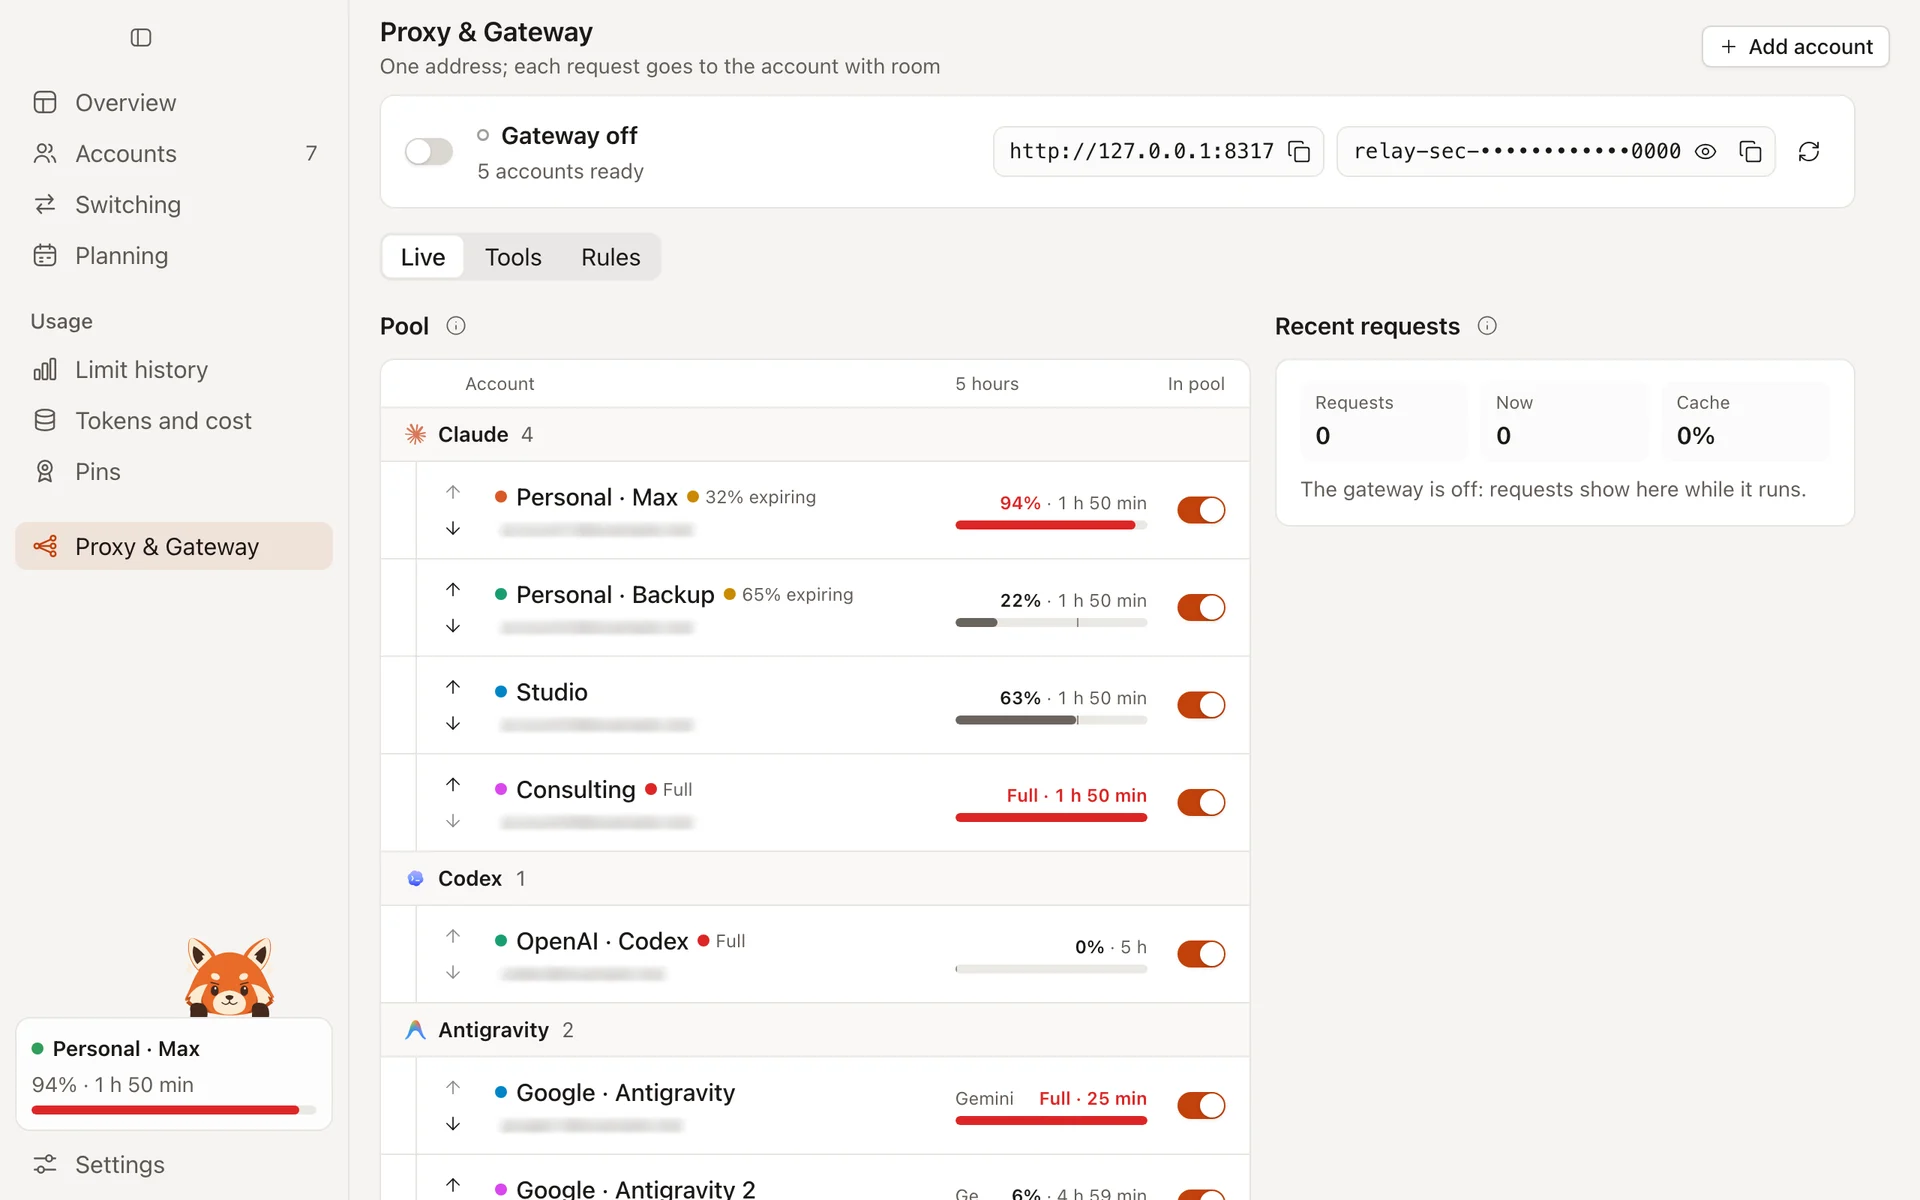 Overview
Accounts 7
Switching
Planning
Usage
Limit history
Tokens and cost
Pins
Proxy & Gateway
Personal · Max
94% · 1 h 50 min
Settings
Proxy & Gateway
One address; each request goes to the account with room
+ Add account
Gateway off
5 accounts ready
http://127.0.0.1:8317
relay-sec-••••••••••••0000
Live Tools Rules
Pool
Account 5 hours In pool
Claude 4
Personal · Max 32% expiring
94% · 1 h 50 min
Personal · Backup 65% expiring
22% · 1 h 50 min
Studio
63% · 1 h 50 min
Consulting Full
Full · 1 h 50 min
Codex 1
OpenAI · Codex Full
0% · 5 h
Antigravity 2
Google · Antigravity
Gemini Full · 25 min
Google · Antigravity 2
Ge 6% · 4 h 59 min
Recent requests
Requests Now Cache
0 0 0%
The gateway is off: requests show here while it runs.